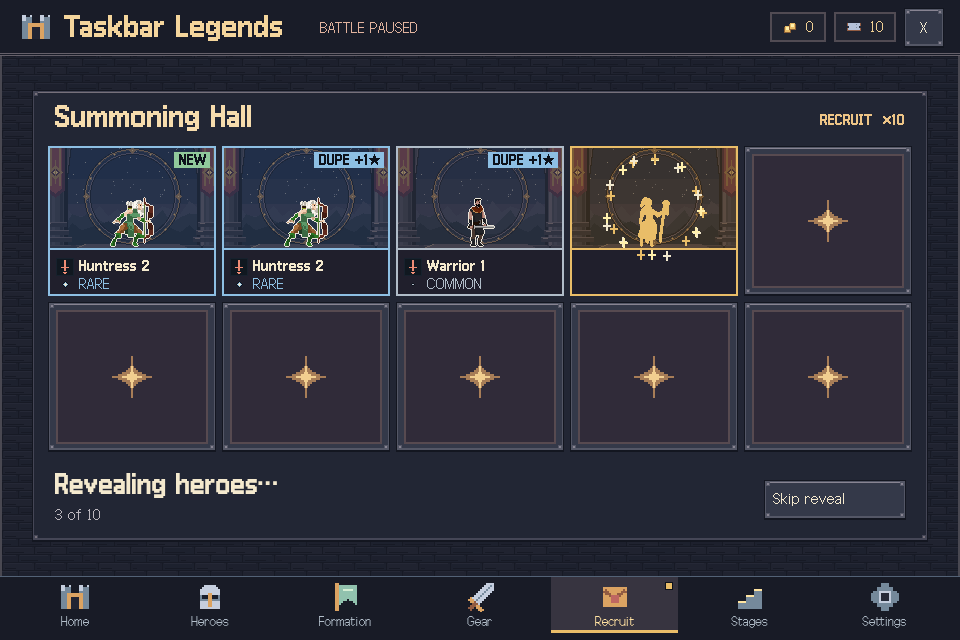 Taskbar Legends
BATTLE PAUSED
0
10
X
Summoning Hall
RECRUIT ×10
NEW
DUPE +1★
DUPE +1★
Huntress 2
RARE
Huntress 2
RARE
Warrior 1
COMMON
Revealing heroes···
3 of 10
Skip reveal
Home
Heroes
Formation
Gear
Recruit
Stages
Settings